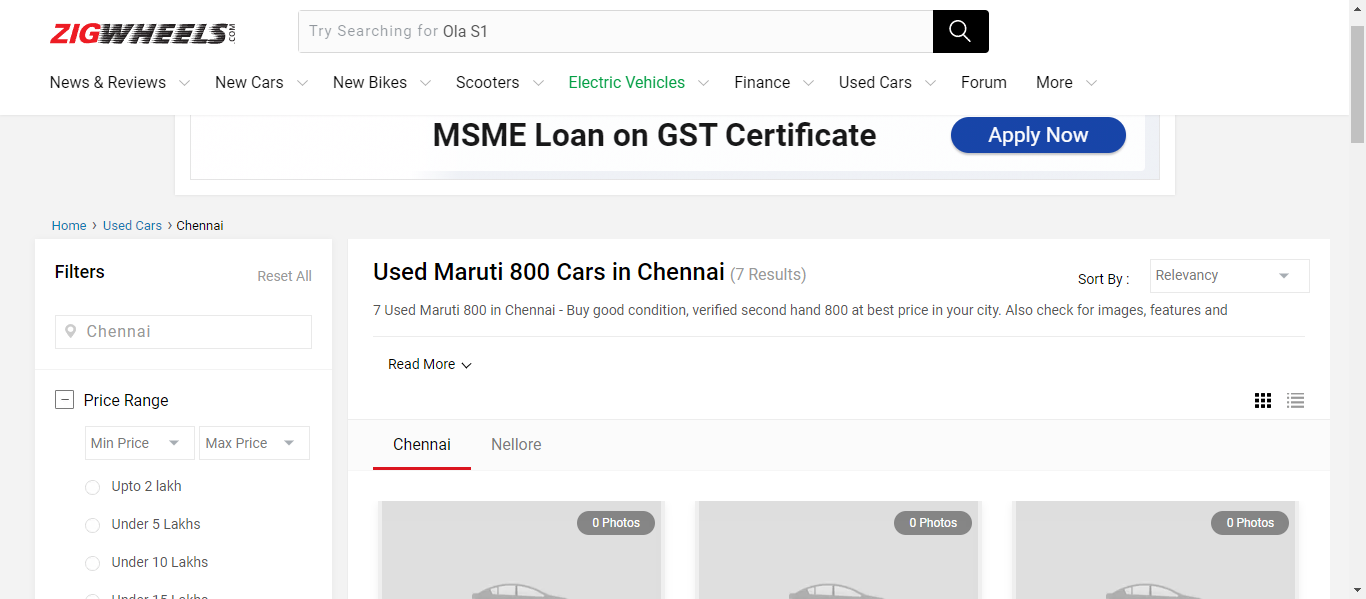 ZIGWHEELS.COM
Try Searching for Ola S1
News & Reviews New Cars New Bikes Scooters Electric Vehicles Finance Used Cars Forum More
MSME Loan on GST Certificate Apply Now
Home › Used Cars › Chennai
Filters
Reset All
Chennai
Price Range
Min Price Max Price
Upto 2 lakh
Under 5 Lakhs
Under 10 Lakhs
Under 15 Lakhs
Used Maruti 800 Cars in Chennai (7 Results)
Sort By : Relevancy
7 Used Maruti 800 in Chennai - Buy good condition, verified second hand 800 at best price in your city. Also check for images, features and
Read More
Chennai Nellore
0 Photos 0 Photos 0 Photos